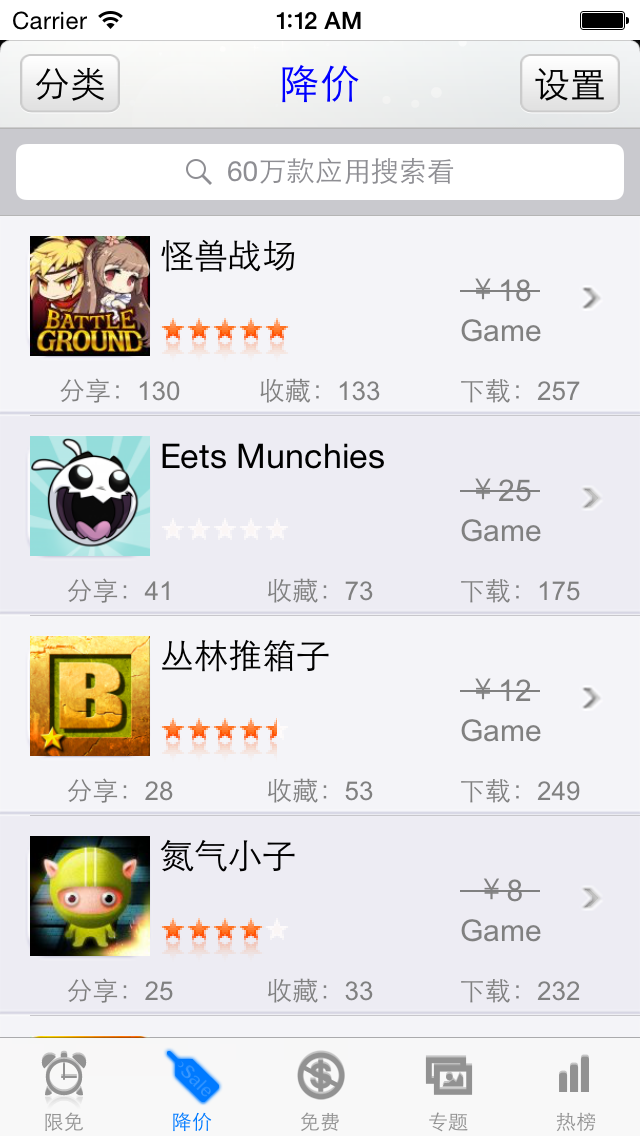 Carrier 1:12 AM
分类 降价 设置
60万款应用搜索看
怪兽战场
BATTLE
GROUND
￥18
Game
分享：130 收藏：133 下载：257
Eets Munchies
￥25
Game
分享：41 收藏：73 下载：175
丛林推箱子
B
￥12
Game
分享：28 收藏：53 下载：249
氮气小子
￥8
Game
分享：25 收藏：33 下载：232
Sale
限免 降价 免费 专题 热榜